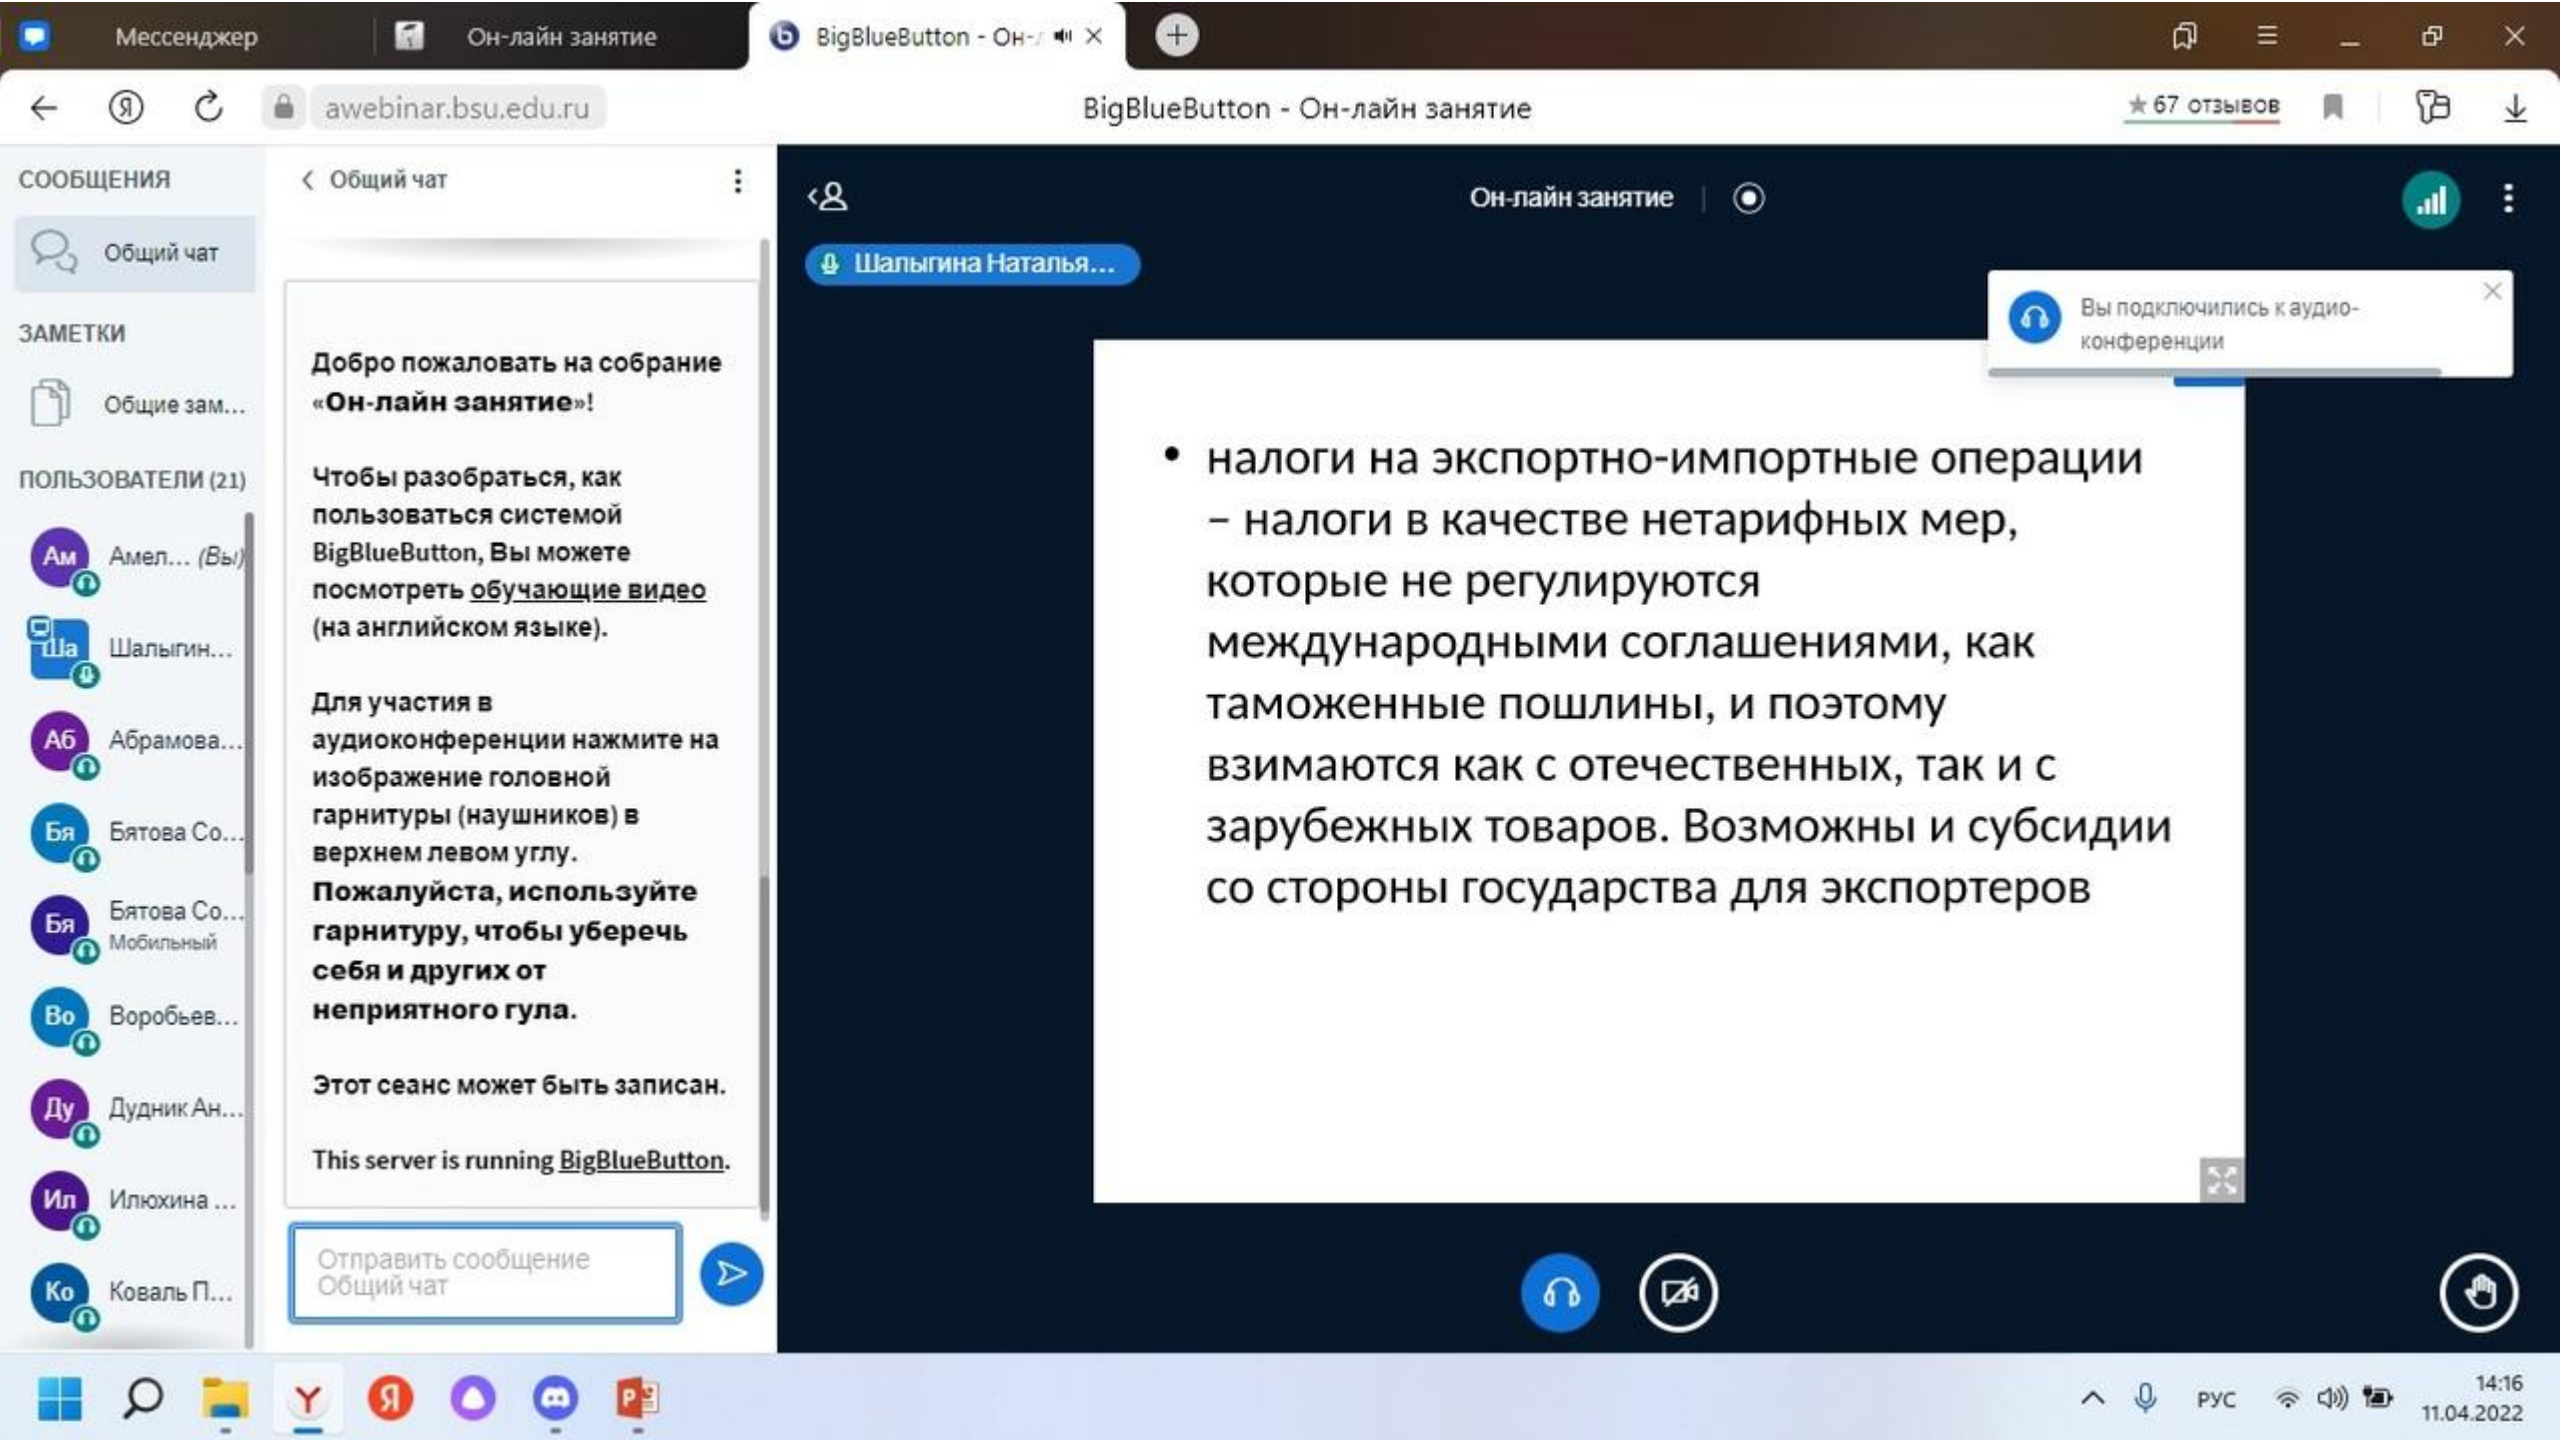 Мессенджер
Он-лайн занятие
BigBlueButton - Он-
awebinar.bsu.edu.ru
BigBlueButton - Он-лайн занятие
67 отзывов
СООБЩЕНИЯ
Общий чат
ЗАМЕТКИ
Общие зам...
ПОЛЬЗОВАТЕЛИ (21)
Ам
Амел... (Вы)
Ша
Шалыгин...
Аб
Абрамова...
Бя
Бятова Со...
Бя
Бятова Со...
Мобильный
Во
Воробьев...
Ду
Дудник Ан...
Ил
Илюхина ...
Ко
Коваль П...
Общий чат
Добро пожаловать на собрание
«Он-лайн занятие»!
Чтобы разобраться, как
пользоваться системой
BigBlueButton, Вы можете
посмотреть обучающие видео
(на английском языке).
Для участия в
аудиоконференции нажмите на
изображение головной
гарнитуры (наушников) в
верхнем левом углу.
Пожалуйста, используйте
гарнитуру, чтобы уберечь
себя и других от
неприятного гула.
Этот сеанс может быть записан.
This server is running BigBlueButton.
Отправить сообщение
Общий чат
Он-лайн занятие
Шалыгина Наталья...
Вы подключились к аудио-
конференции
• налоги на экспортно-импортные операции
– налоги в качестве нетарифных мер,
которые не регулируются
международными соглашениями, как
таможенные пошлины, и поэтому
взимаются как с отечественных, так и с
зарубежных товаров. Возможны и субсидии
со стороны государства для экспортеров
РУС
14:16
11.04.2022